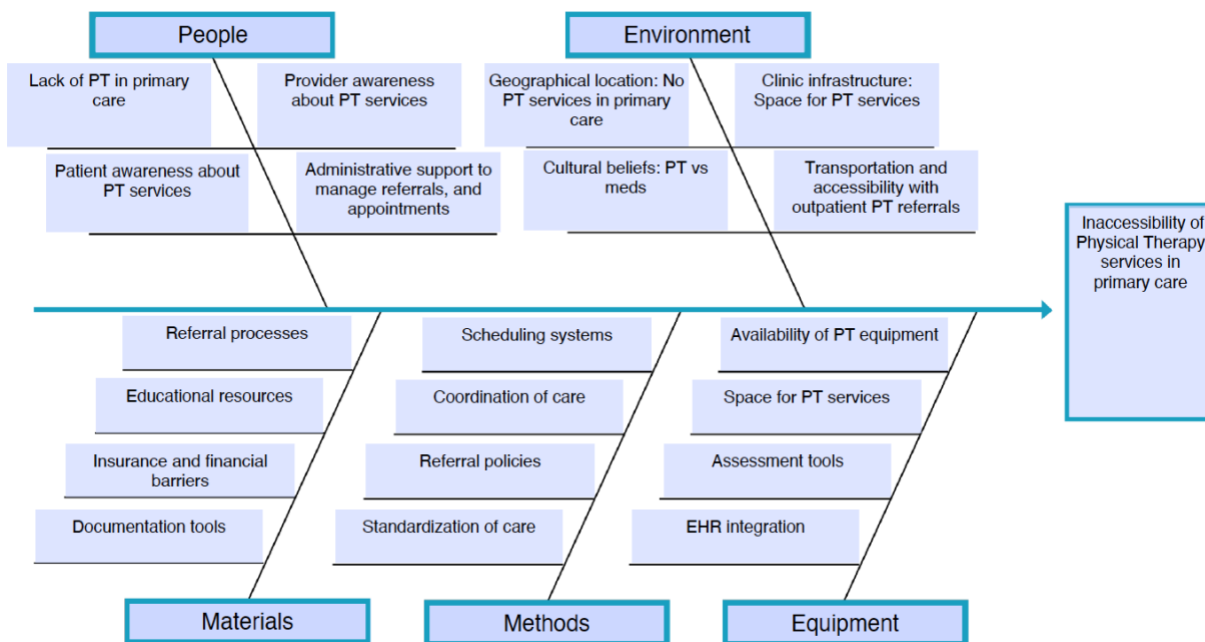 People
Lack of PT in primary
care
Provider awareness
about PT services
Patient awareness about
PT services
Administrative support to
manage referrals, and
appointments
Environment
Geographical location: No
PT services in primary
care
Clinic infrastructure:
Space for PT services
Cultural beliefs: PT vs
meds
Transportation and
accessibility with
outpatient PT referrals
Inaccessibility of
Physical Therapy
services in
primary care
Referral processes
Educational resources
Insurance and financial
barriers
Documentation tools
Materials
Scheduling systems
Coordination of care
Referral policies
Standardization of care
Methods
Availability of PT equipment
Space for PT services
Assessment tools
EHR integration
Equipment